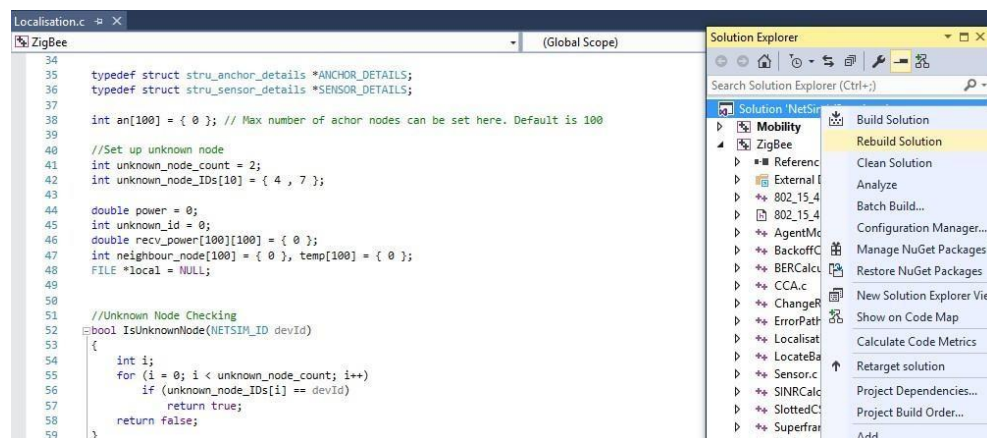 Localisation.c
ZigBee
(Global Scope)
34
35 typedef struct stru_anchor_details *ANCHOR_DETAILS;
36 typedef struct stru_sensor_details *SENSOR_DETAILS;
37
38 int an[100] = { 0 }; // Max number of achor nodes can be set here. Default is 100
39
40 //Set up unknown node
41 int unknown_node_count = 2;
42 int unknown_node_IDs[10] = { 4 , 7 };
43
44 double power = 0;
45 int unknown_id = 0;
46 double recv_power[100][100] = { 0 };
47 int neighbour_node[100] = { 0 }, temp[100] = { 0 };
48 FILE *local = NULL;
49
50
51 //Unknown Node Checking
52 bool IsUnknownNode(NETSIM_ID devId)
53 {
54 int i;
55 for (i = 0; i < unknown_node_count; i++)
56 if (unknown_node_IDs[i] == devId)
57 return true;
58 return false;
59 }
Solution Explorer
Search Solution Explorer (Ctrl+;)
Solution 'NetSim
Mobility
ZigBee
Referenc
External
802_15_4
802_15_4
AgentMo
BackoffC
BERCalcu
CCA.c
ChangeR
ErrorPath
Localisat
LocateBa
Sensor.c
SINRCalc
SlottedCS
Superfrar
Build Solution
Rebuild Solution
Clean Solution
Analyze
Batch Build...
Configuration Manager...
Manage NuGet Packages
Restore NuGet Packages
New Solution Explorer Vie
Show on Code Map
Calculate Code Metrics
Retarget solution
Project Dependencies...
Project Build Order...
Add